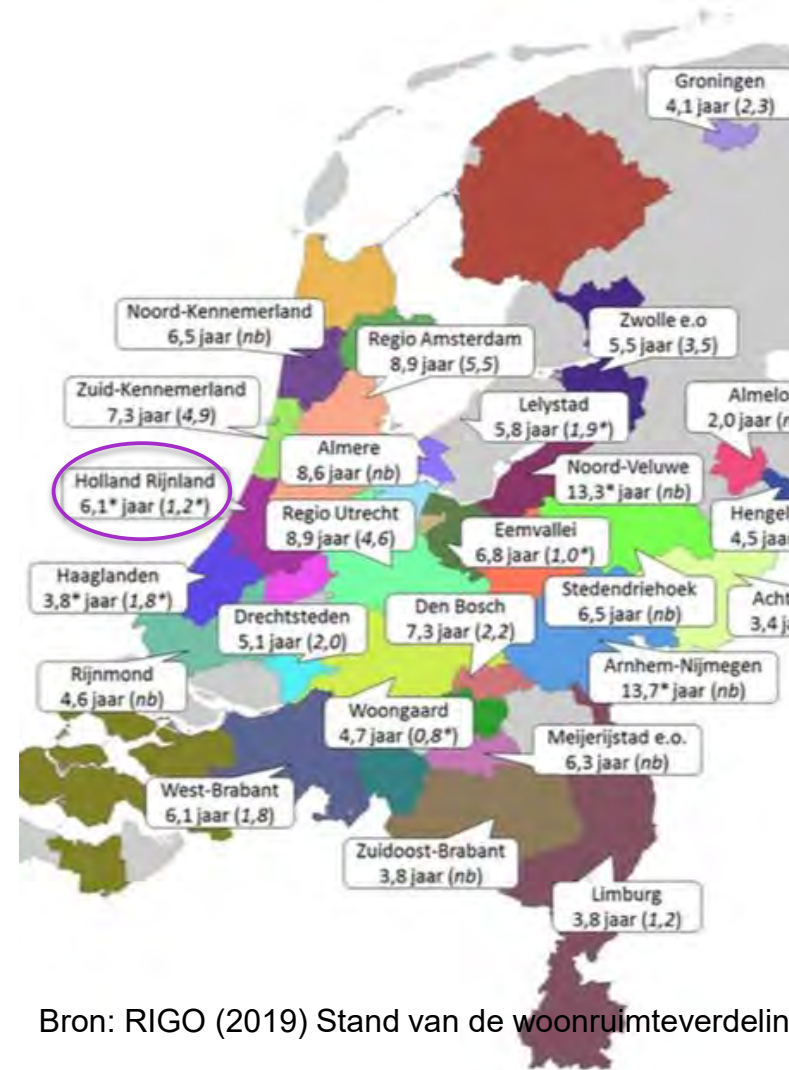 Groningen
4,1 jaar (2,3)
Noord-Kennemerland
6,5 jaar (nb)
Regio Amsterdam
8,9 jaar (5,5)
Zwolle e.o
5,5 jaar (3,5)
Zuid-Kennemerland
7,3 jaar (4,9)
Lelystad
5,8 jaar (1,9*)
Almelo
2,0 jaar
Almere
8,6 jaar (nb)
Holland Rijnland
6,1* jaar (1,2*)
Noord-Veluwe
13,3* jaar (nb)
Regio Utrecht
8,9 jaar (4,6)
Eemvallei
6,8 jaar (1,0*)
Hengel
4,5 jaar
Haaglanden
3,8* jaar (1,8*)
Stedendriehoek
6,5 jaar (nb)
Drechtsteden
5,1 jaar (2,0)
Den Bosch
7,3 jaar (2,2)
Acht
3,4 ja
Rijnmond
4,6 jaar (nb)
Arnhem-Nijmegen
13,7* jaar (nb)
Woongaard
4,7 jaar (0,8*)
Meijerijstad e.o.
6,3 jaar (nb)
West-Brabant
6,1 jaar (1,8)
Zuidoost-Brabant
3,8 jaar (nb)
Limburg
3,8 jaar (1,2)
Bron: RIGO (2019) Stand van de woonruimteverdelin